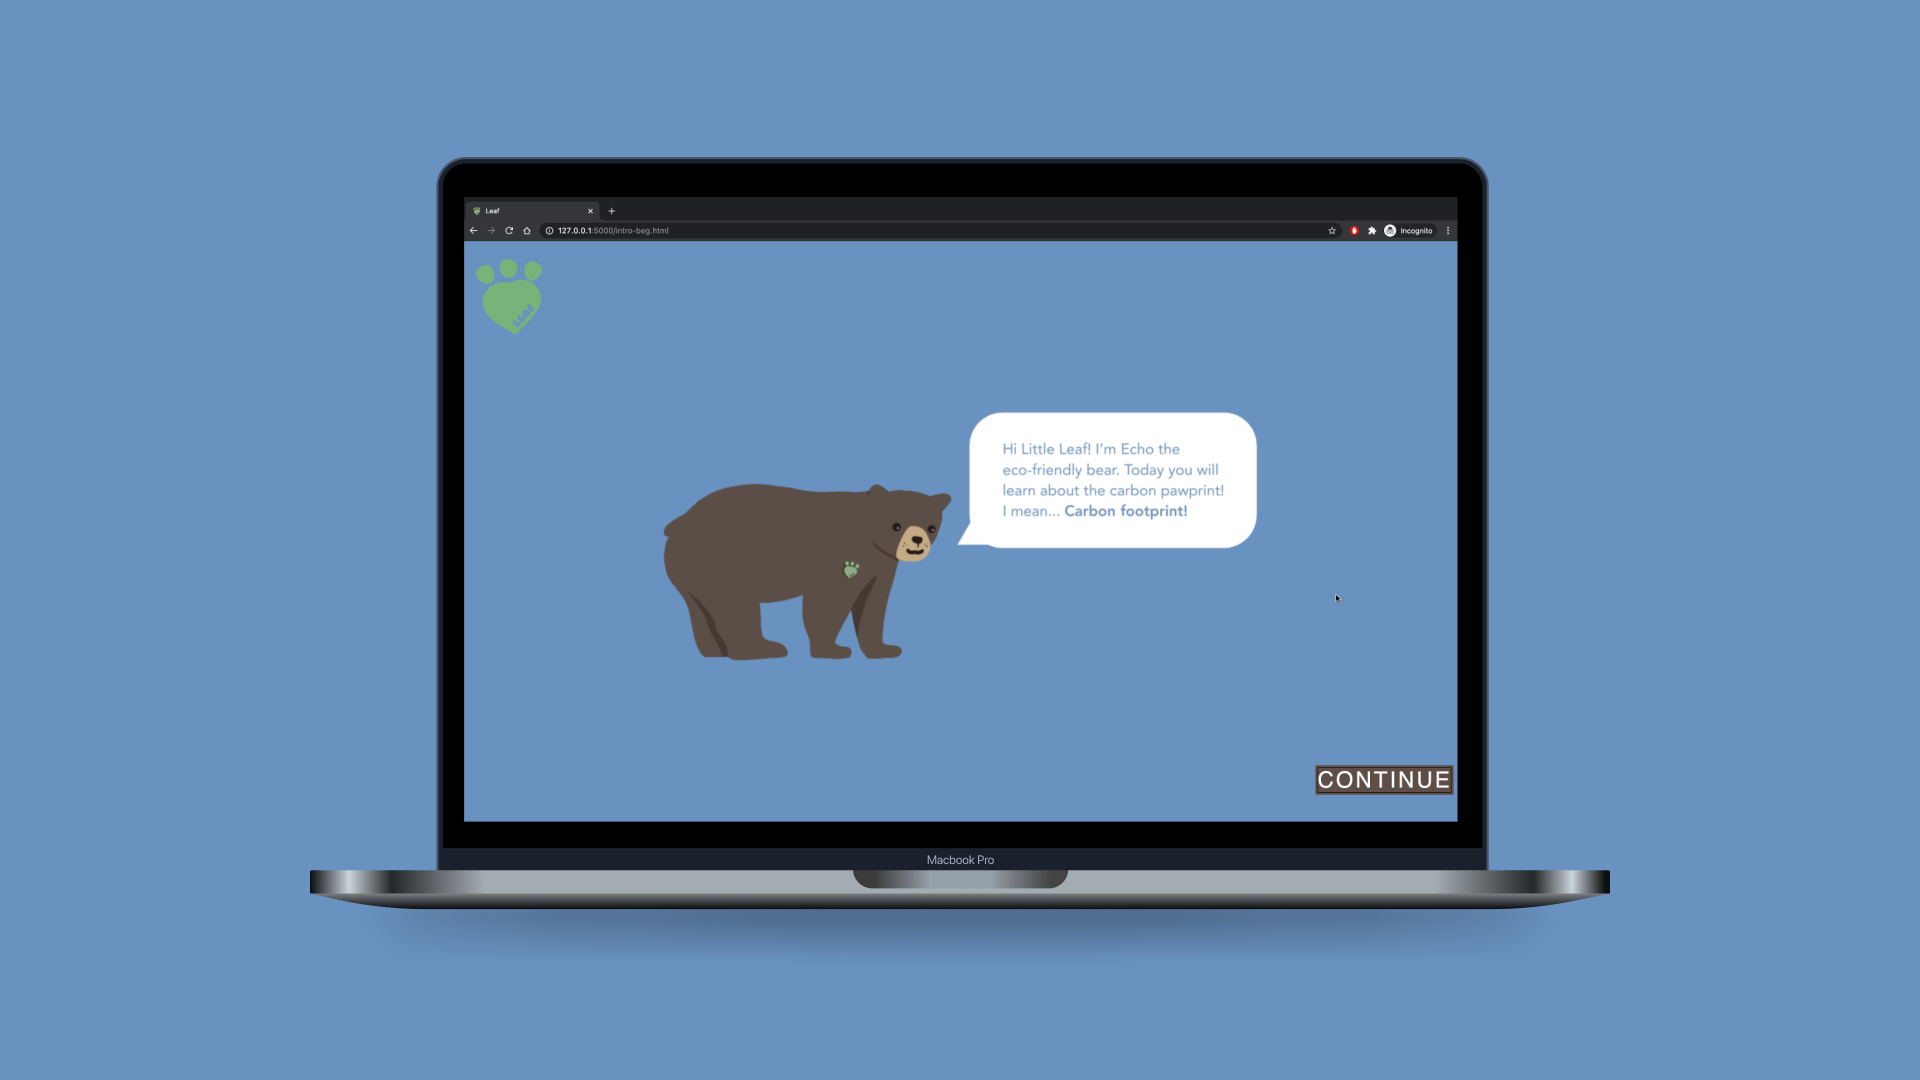 Leaf
127.0.0.1:5000/intro-beg.html
Incognito
Leaf
Hi Little Leaf! I'm Echo the
eco-friendly bear. Today you will
learn about the carbon pawprint!
I mean... Carbon footprint!
CONTINUE
Macbook Pro